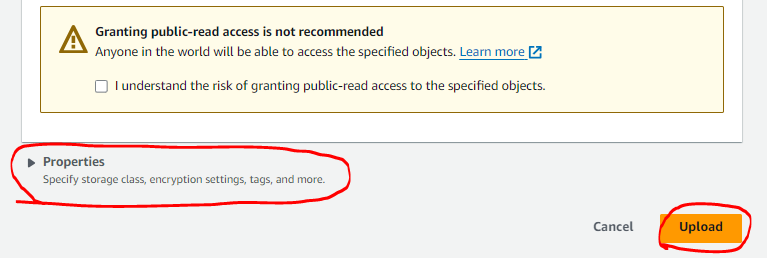 Granting public-read access is not recommended
Anyone in the world will be able to access the specified objects. Learn more
I understand the risk of granting public-read access to the specified objects.
Properties
Specify storage class, encryption settings, tags, and more.
Cancel Upload